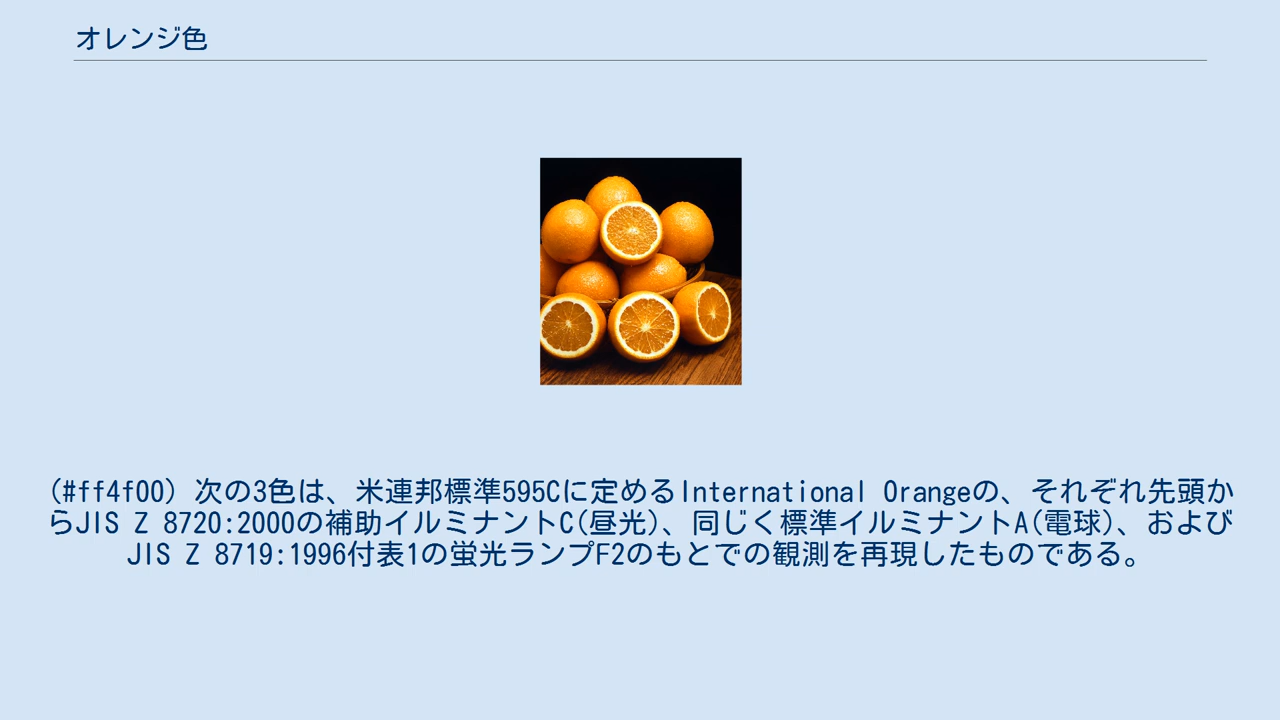 オレンジ色
(#ff4f00) 次の3色は、米連邦標準595Cに定めるInternational Orangeの、それぞれ先頭か
らJIS Z 8720:2000の補助イルミナントC(昼光)、同じく標準イルミナントA(電球)、および
JIS Z 8719:1996付表1の蛍光ランプF2のもとでの観測を再現したものである。